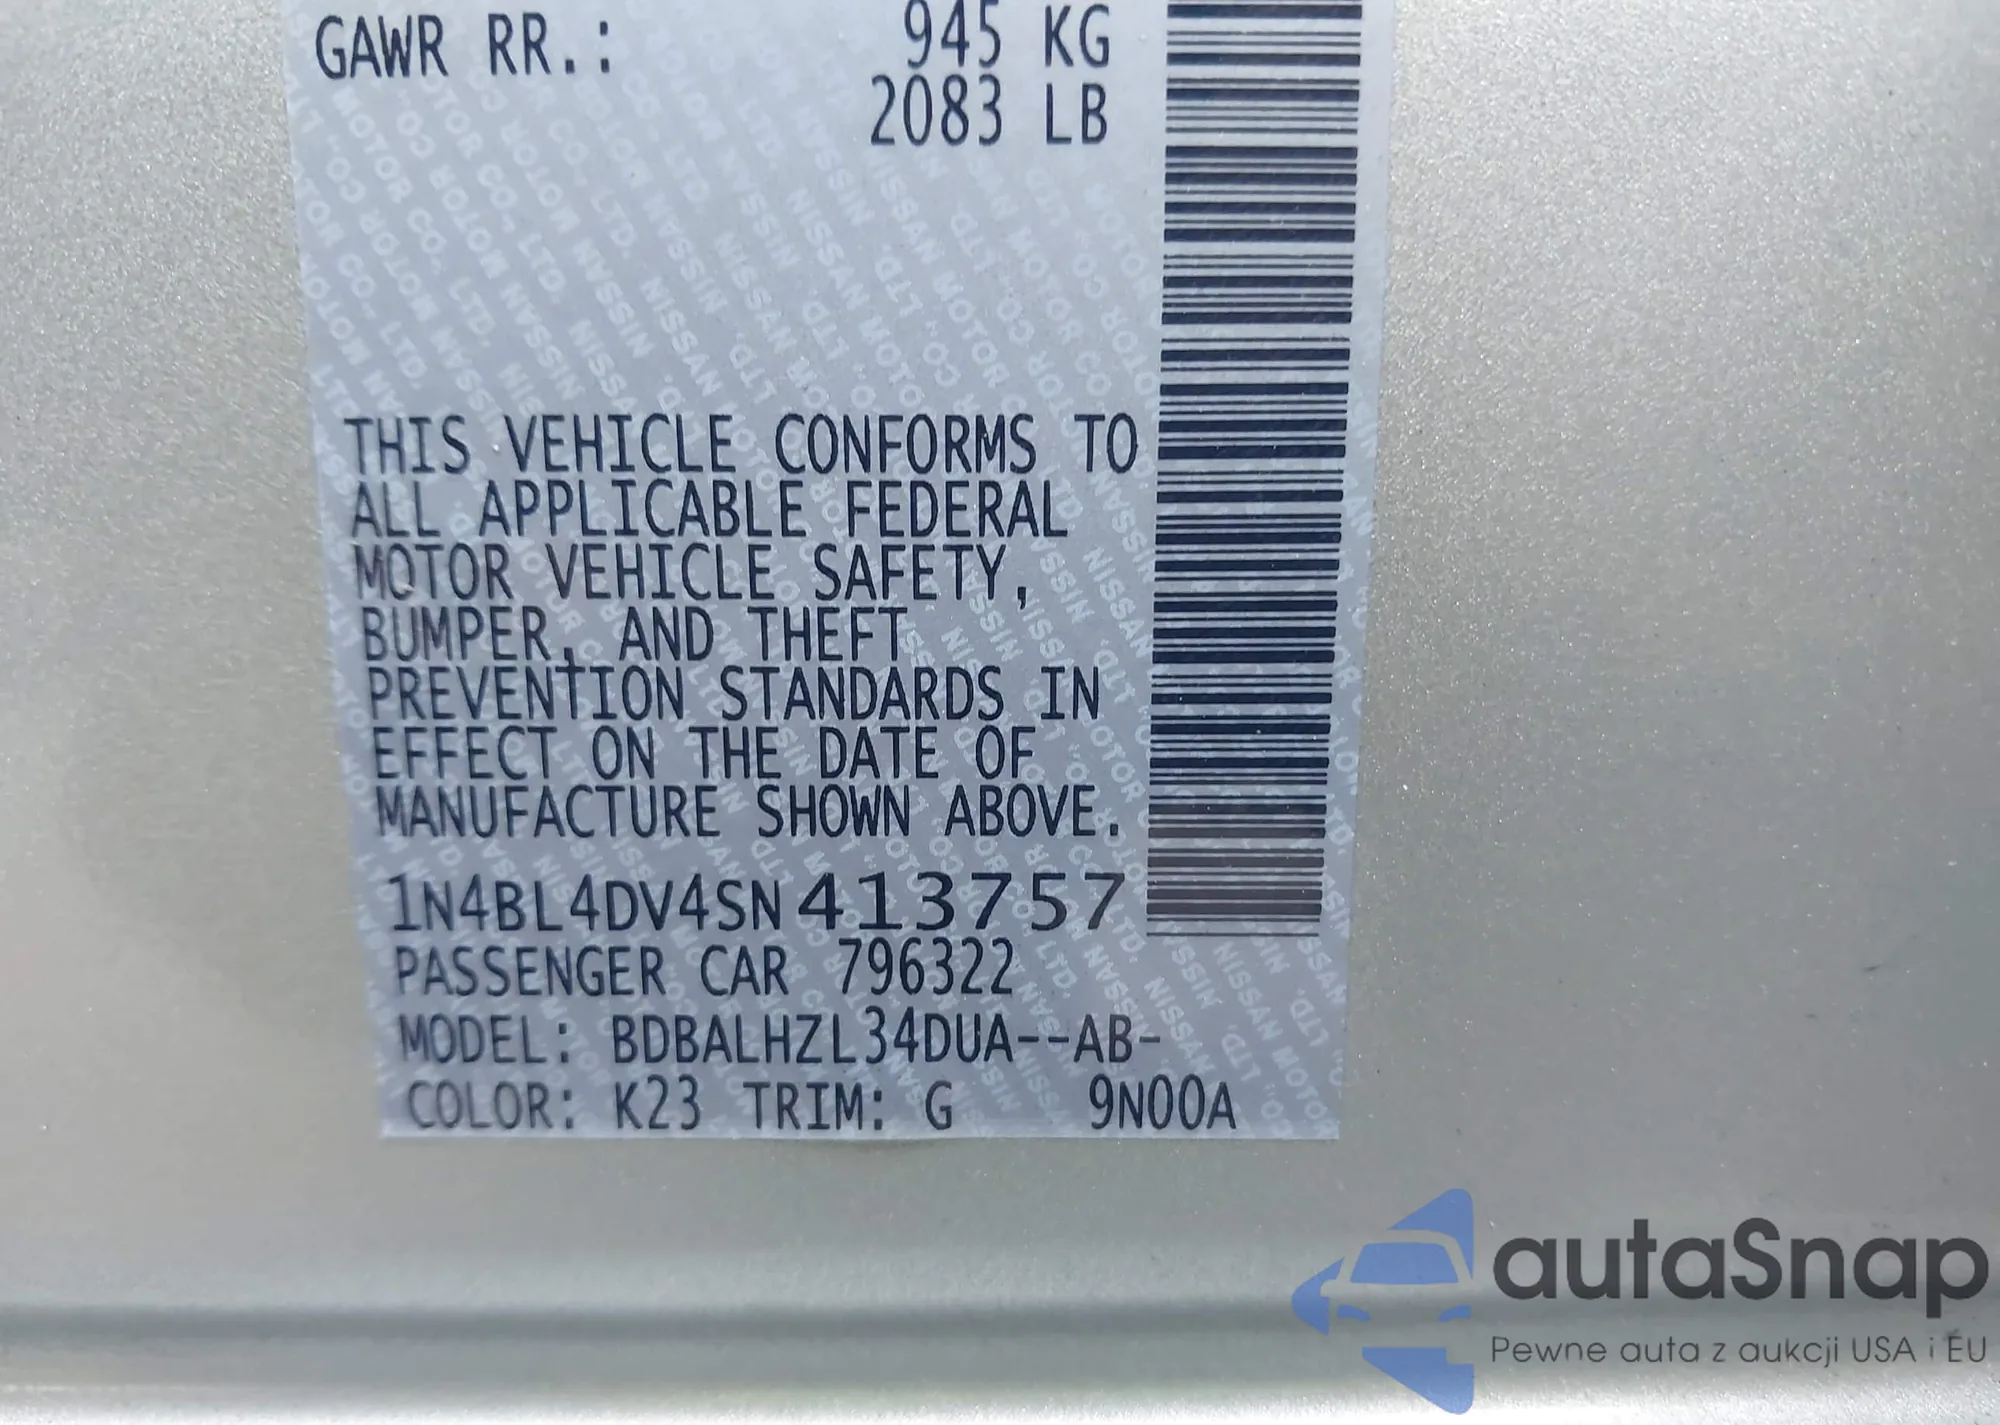 GAWR RR.: 945 KG
2083 LB
THIS VEHICLE CONFORMS TO
ALL APPLICABLE FEDERAL
MOTOR VEHICLE SAFETY,
BUMPER, AND THEFT
PREVENTION STANDARDS IN
EFFECT ON THE DATE OF
MANUFACTURE SHOWN ABOVE.
1N4BL4DV4SN413757
PASSENGER CAR 796322
MODEL: BDBALHZL34DUA--AB-
COLOR: K23 TRIM: G 9N00A
autaSnap
Pewne auta z aukcji USA i EU